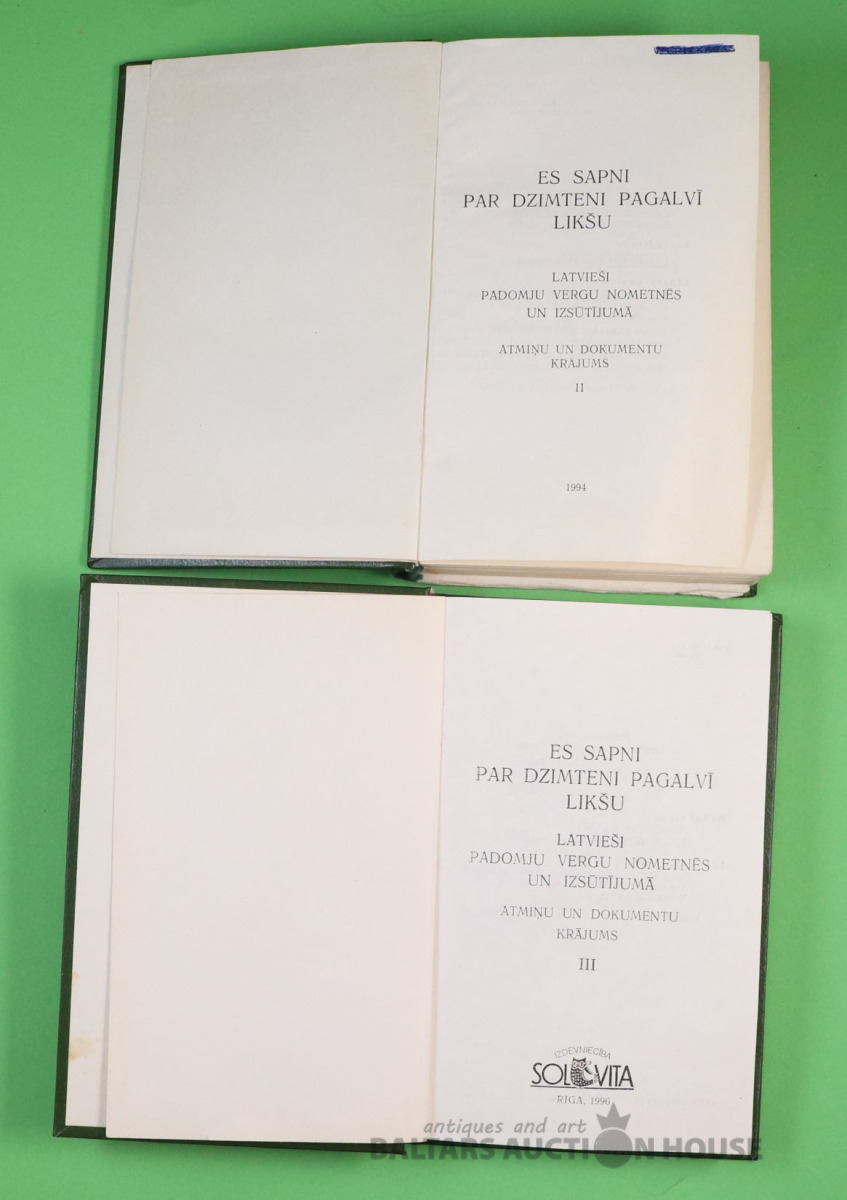 ES SAPNI
PAR DZIMTENI PAGALVĪ
LIKŠU
LATVIEŠI
PADOMJU VERGU NOMETNĒS
UN IZSŪTĪJUMĀ
ATMIŅU UN DOKUMENTU
KRĀJUMS
II
1994
ES SAPNI
PAR DZIMTENI PAGALVĪ
LIKŠU
LATVIEŠI
PADOMJU VERGU NOMETNĒS
UN IZSŪTĪJUMĀ
ATMIŅU UN DOKUMENTU
KRĀJUMS
III
IZDEVNIECĪBA
SOL VITA
RĪGA, 1996
antiques and art
BALTARS AUCTION HOUSE